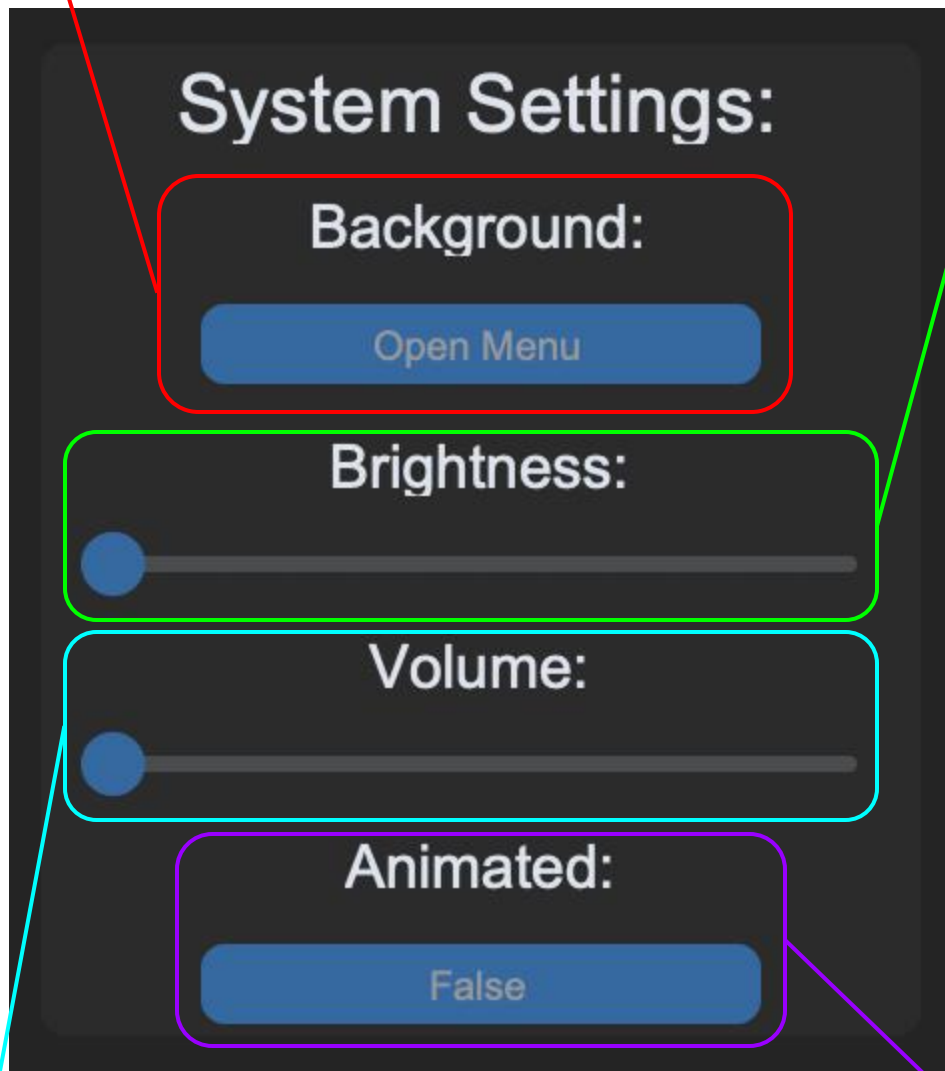 System Settings:
Background:
Open Menu
Brightness:
Volume:
Animated:
False